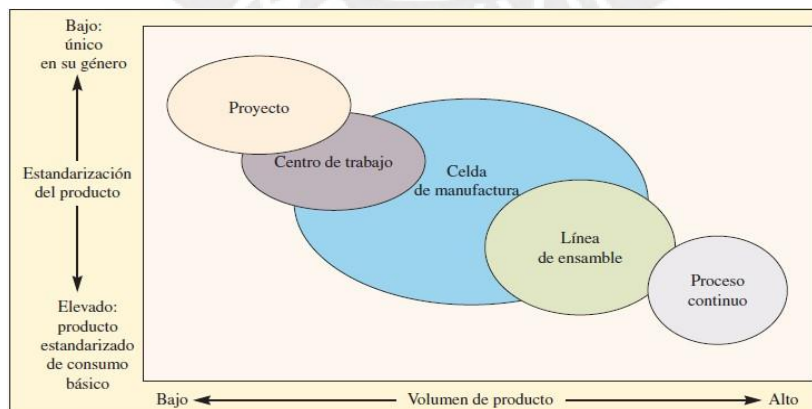 Bajo:
único
en su género
Estandarización
del producto
Elevado:
producto
estandarizado
de consumo
básico
Proyecto
Centro de trabajo
Celda
de manufactura
Línea
de ensamble
Proceso
continuo
Bajo
Volumen de producto
Alto